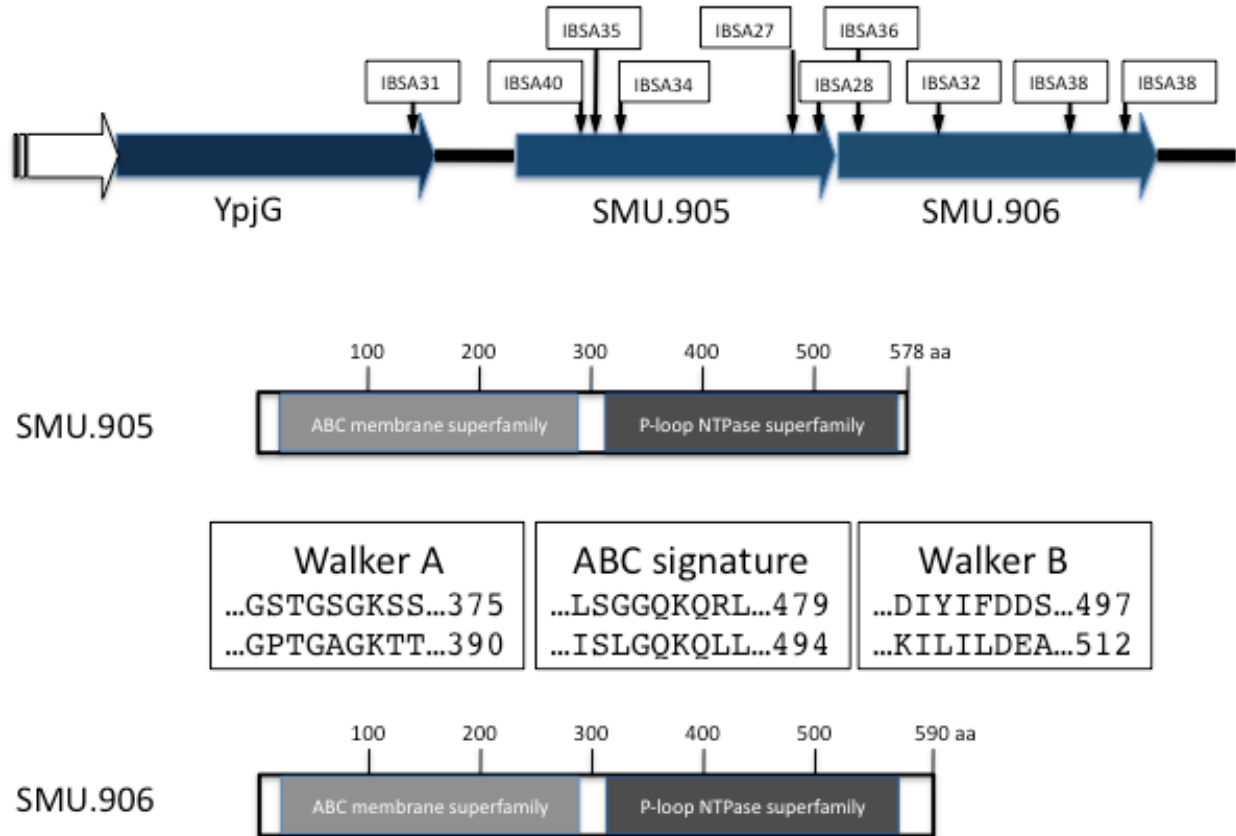 IBSA35 IBSA27 IBSA36
IBSA31 IBSA40 IBSA34 IBSA28 IBSA32 IBSA38 IBSA38
YpjG SMU.905 SMU.906
100 200 300 400 500 578 aa
SMU.905 ABC membrane superfamily P-loop NTPase superfamily
Walker A
...GSTGSGKSS...375
...GPTGAGKTT...390
ABC signature
...LSGGQKQRL...479
...ISLGQKQLL...494
Walker B
...DIYIFDDS...497
...KILILDEA...512
100 200 300 400 500 590 aa
SMU.906 ABC membrane superfamily P-loop NTPase superfamily